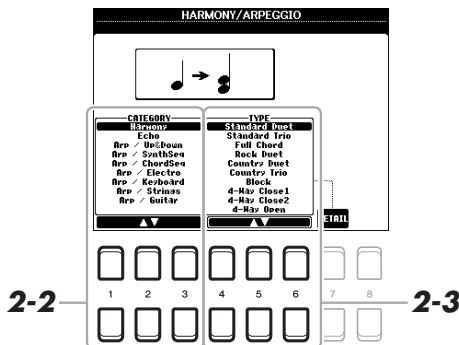 HARMONY/ARPEGGIO
CATEGORY
Harmony
Echo
Arp / Up&Down
Arp / SynthSeq
Arp / ChordSeq
Arp / Electro
Arp / Keyboard
Arp / Strings
Arp / Guitar
TYPE
Standard Duet
Standard Trio
Full Chord
Rock Duet
Country Duet
Country Trio
Block
4-Way Close1
4-Way Close2
4-Way Open
ETAIL
2-2
1 2 3 4 5 6 7 8
2-3